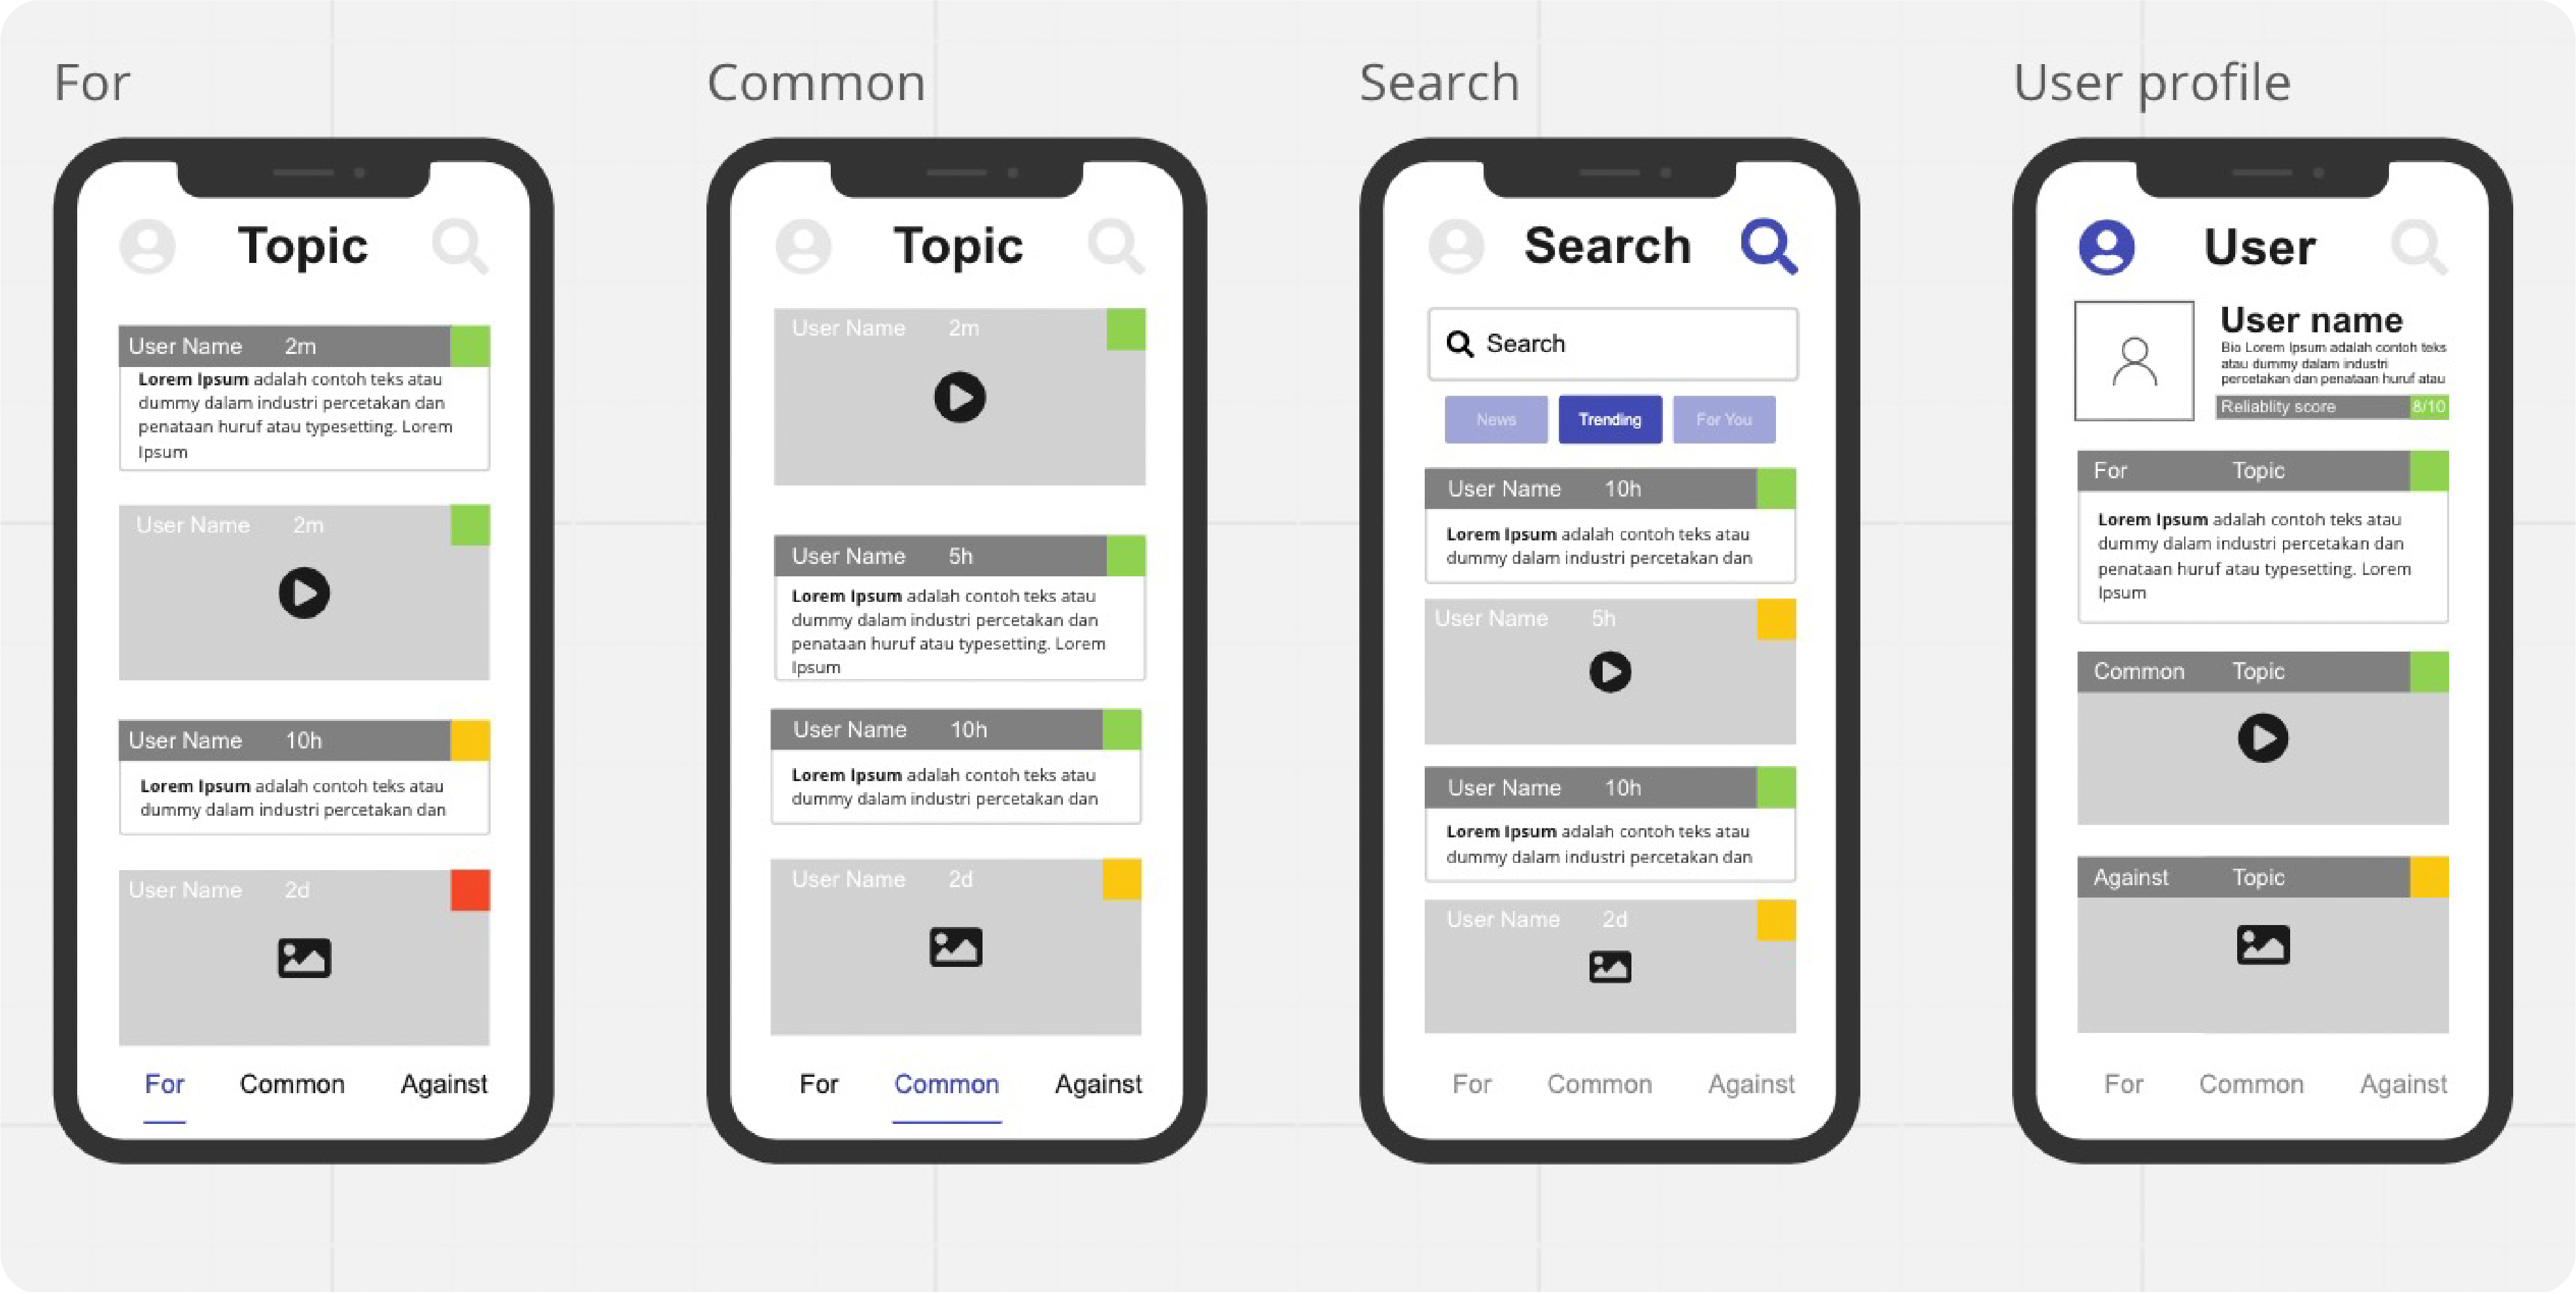 For
Topic
User Name 2m
Lorem Ipsum adalah contoh teks atau
dummy dalam industri percetakan dan
penataan huruf atau typesetting. Lorem
Ipsum
User Name 2m
User Name 10h
Lorem Ipsum adalah contoh teks atau
dummy dalam industri percetakan dan
User Name 2d
For Common Against
Common
Topic
User Name 2m
User Name 5h
Lorem Ipsum adalah contoh teks atau
dummy dalam industri percetakan dan
penataan huruf atau typesetting. Lorem
Ipsum
User Name 10h
Lorem Ipsum adalah contoh teks atau
dummy dalam industri percetakan dan
User Name 2d
For Common Against
Search
Search
Search
News Trending For You
User Name 10h
Lorem Ipsum adalah contoh teks atau
dummy dalam industri percetakan dan
User Name 5h
User Name 10h
Lorem Ipsum adalah contoh teks atau
dummy dalam industri percetakan dan
User Name 2d
For Common Against
User profile
User
User name
Bio Lorem Ipsum adalah contoh teks
atau dummy dalam industri
percetakan dan penataan huruf atau
Reliablity score 8/10
For Topic
Lorem Ipsum adalah contoh teks atau
dummy dalam industri percetakan dan
penataan huruf atau typesetting. Lorem
Ipsum
Common Topic
Against Topic
For Common Against